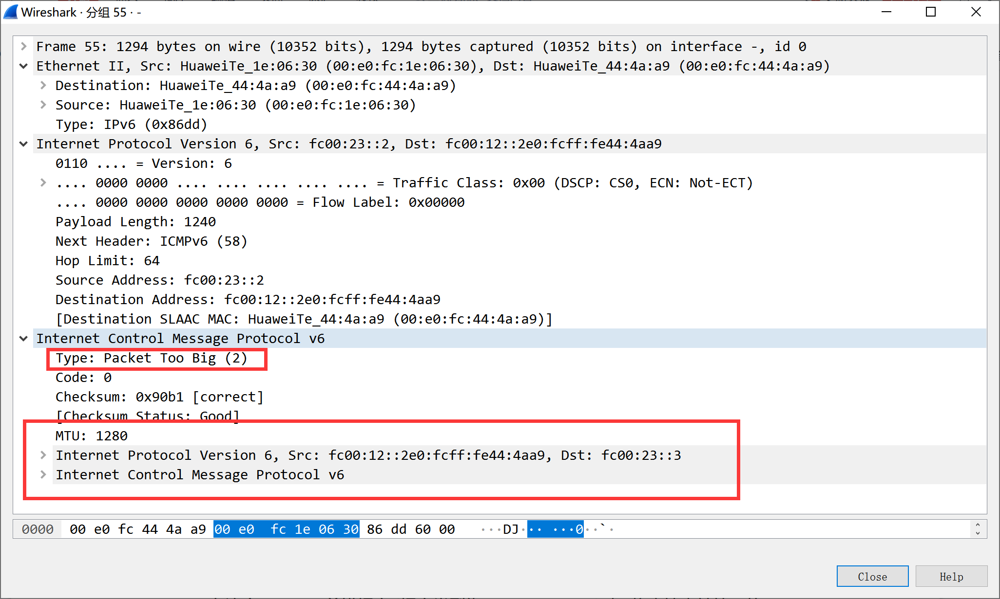 Wireshark · 分组 55 · -
Frame 55: 1294 bytes on wire (10352 bits), 1294 bytes captured (10352 bits) on interface -, id 0
Ethernet II, Src: HuaweiTe_1e:06:30 (00:e0:fc:1e:06:30), Dst: HuaweiTe_44:4a:a9 (00:e0:fc:44:4a:a9)
Destination: HuaweiTe_44:4a:a9 (00:e0:fc:44:4a:a9)
Source: HuaweiTe_1e:06:30 (00:e0:fc:1e:06:30)
Type: IPv6 (0x86dd)
Internet Protocol Version 6, Src: fc00:23::2, Dst: fc00:12::2e0:fcff:fe44:4aa9
0110 .... = Version: 6
.... 0000 0000 .... .... .... .... .... = Traffic Class: 0x00 (DSCP: CS0, ECN: Not-ECT)
.... 0000 0000 0000 0000 0000 = Flow Label: 0x00000
Payload Length: 1240
Next Header: ICMPv6 (58)
Hop Limit: 64
Source Address: fc00:23::2
Destination Address: fc00:12::2e0:fcff:fe44:4aa9
[Destination SLAAC MAC: HuaweiTe_44:4a:a9 (00:e0:fc:44:4a:a9)]
Internet Control Message Protocol v6
Type: Packet Too Big (2)
Code: 0
Checksum: 0x90b1 [correct]
[Checksum Status: Good]
MTU: 1280
Internet Protocol Version 6, Src: fc00:12::2e0:fcff:fe44:4aa9, Dst: fc00:23::3
Internet Control Message Protocol v6
0000 00 e0 fc 44 4a a9 00 e0 fc 1e 06 30 86 dd 60 00 ···DJ··· ···0··`·
Close Help